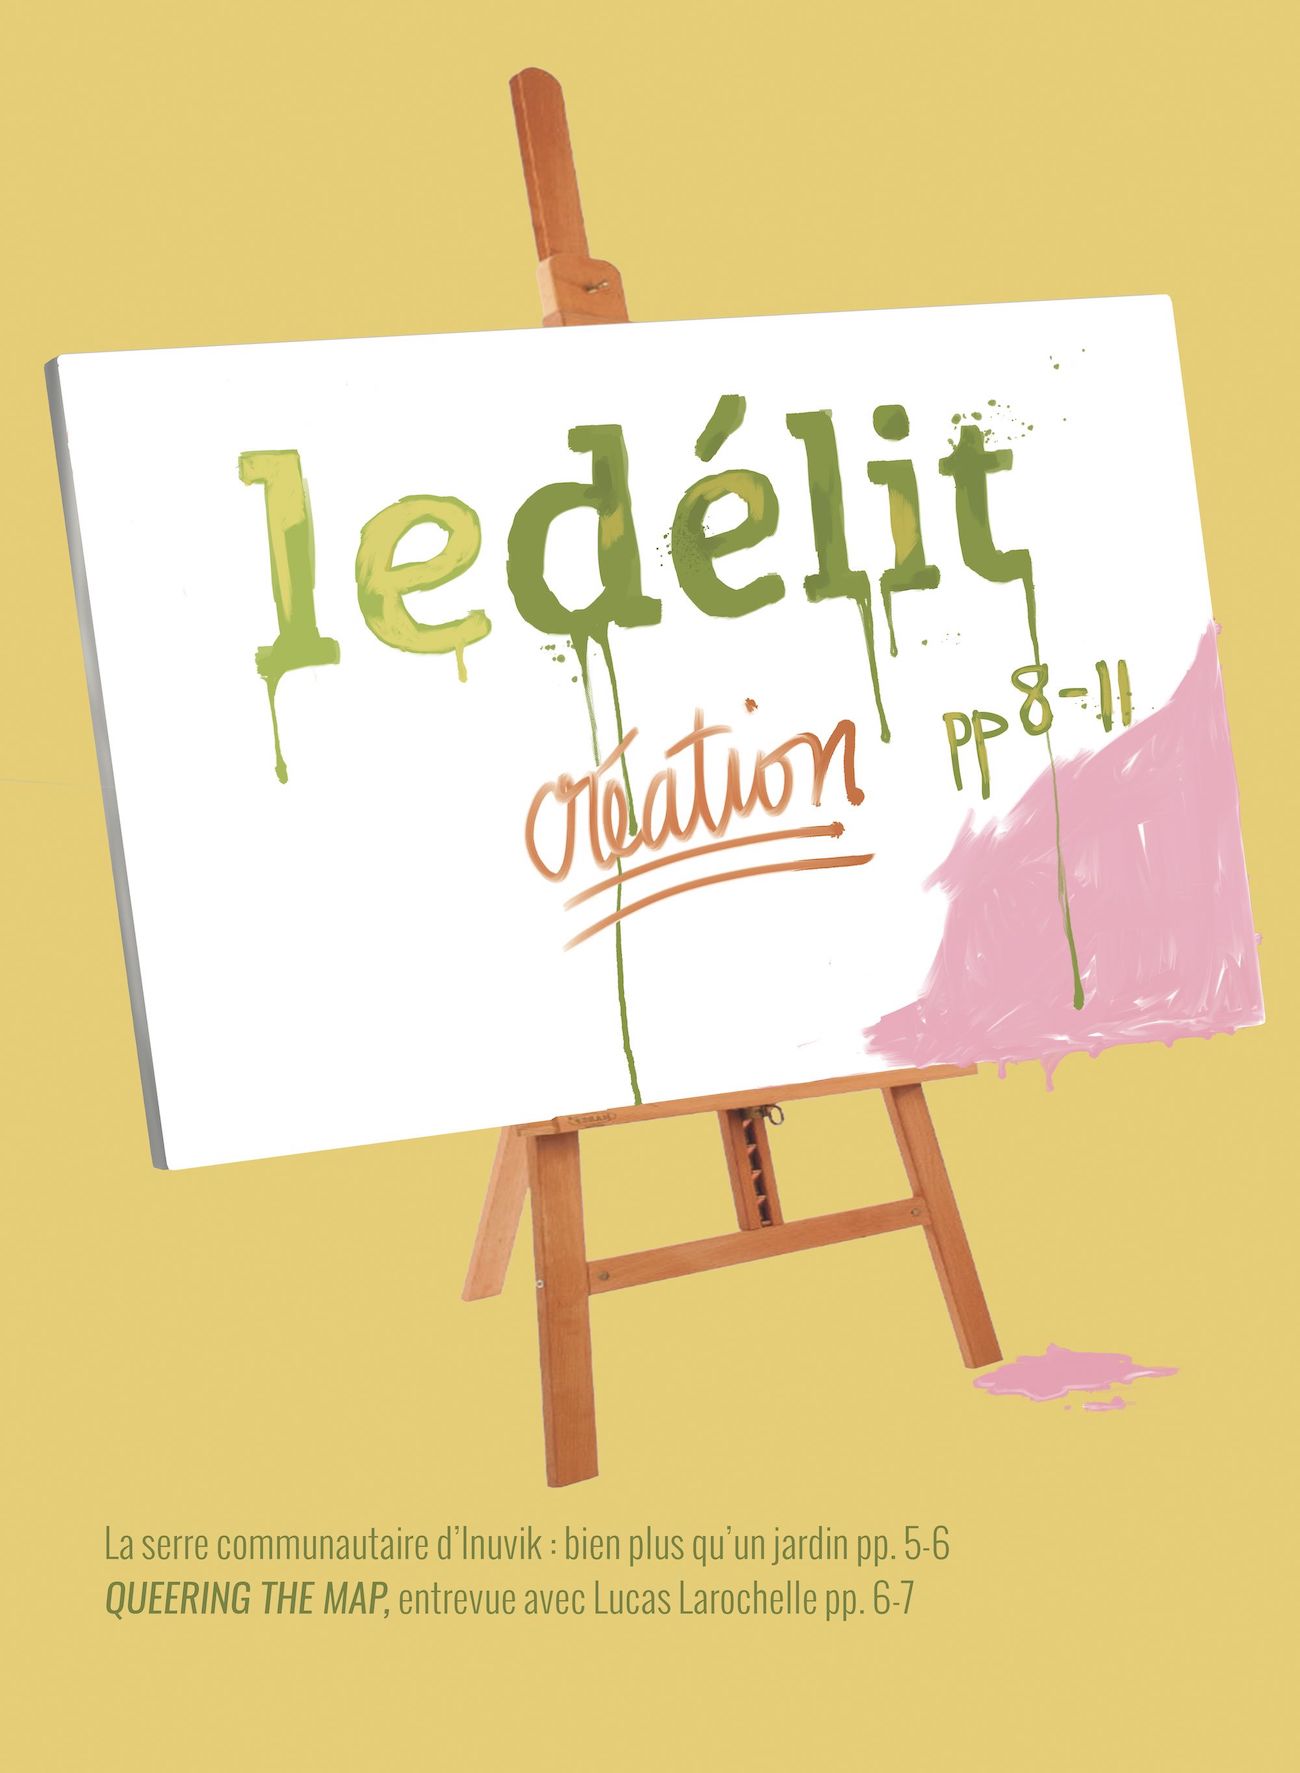 ledélit
création
pp 8-11
La serre communautaire d'Inuvik : bien plus qu'un jardin pp. 5-6
QUEERING THE MAP, entrevue avec Lucas Larochelle pp. 6-7